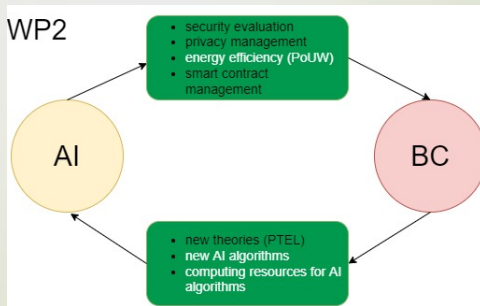 WP2
• security evaluation
• privacy management
• energy efficiency (PoUW)
• smart contract
management
AI
BC
• new theories (PTEL)
• new AI algorithms
• computing resources for AI
algorithms